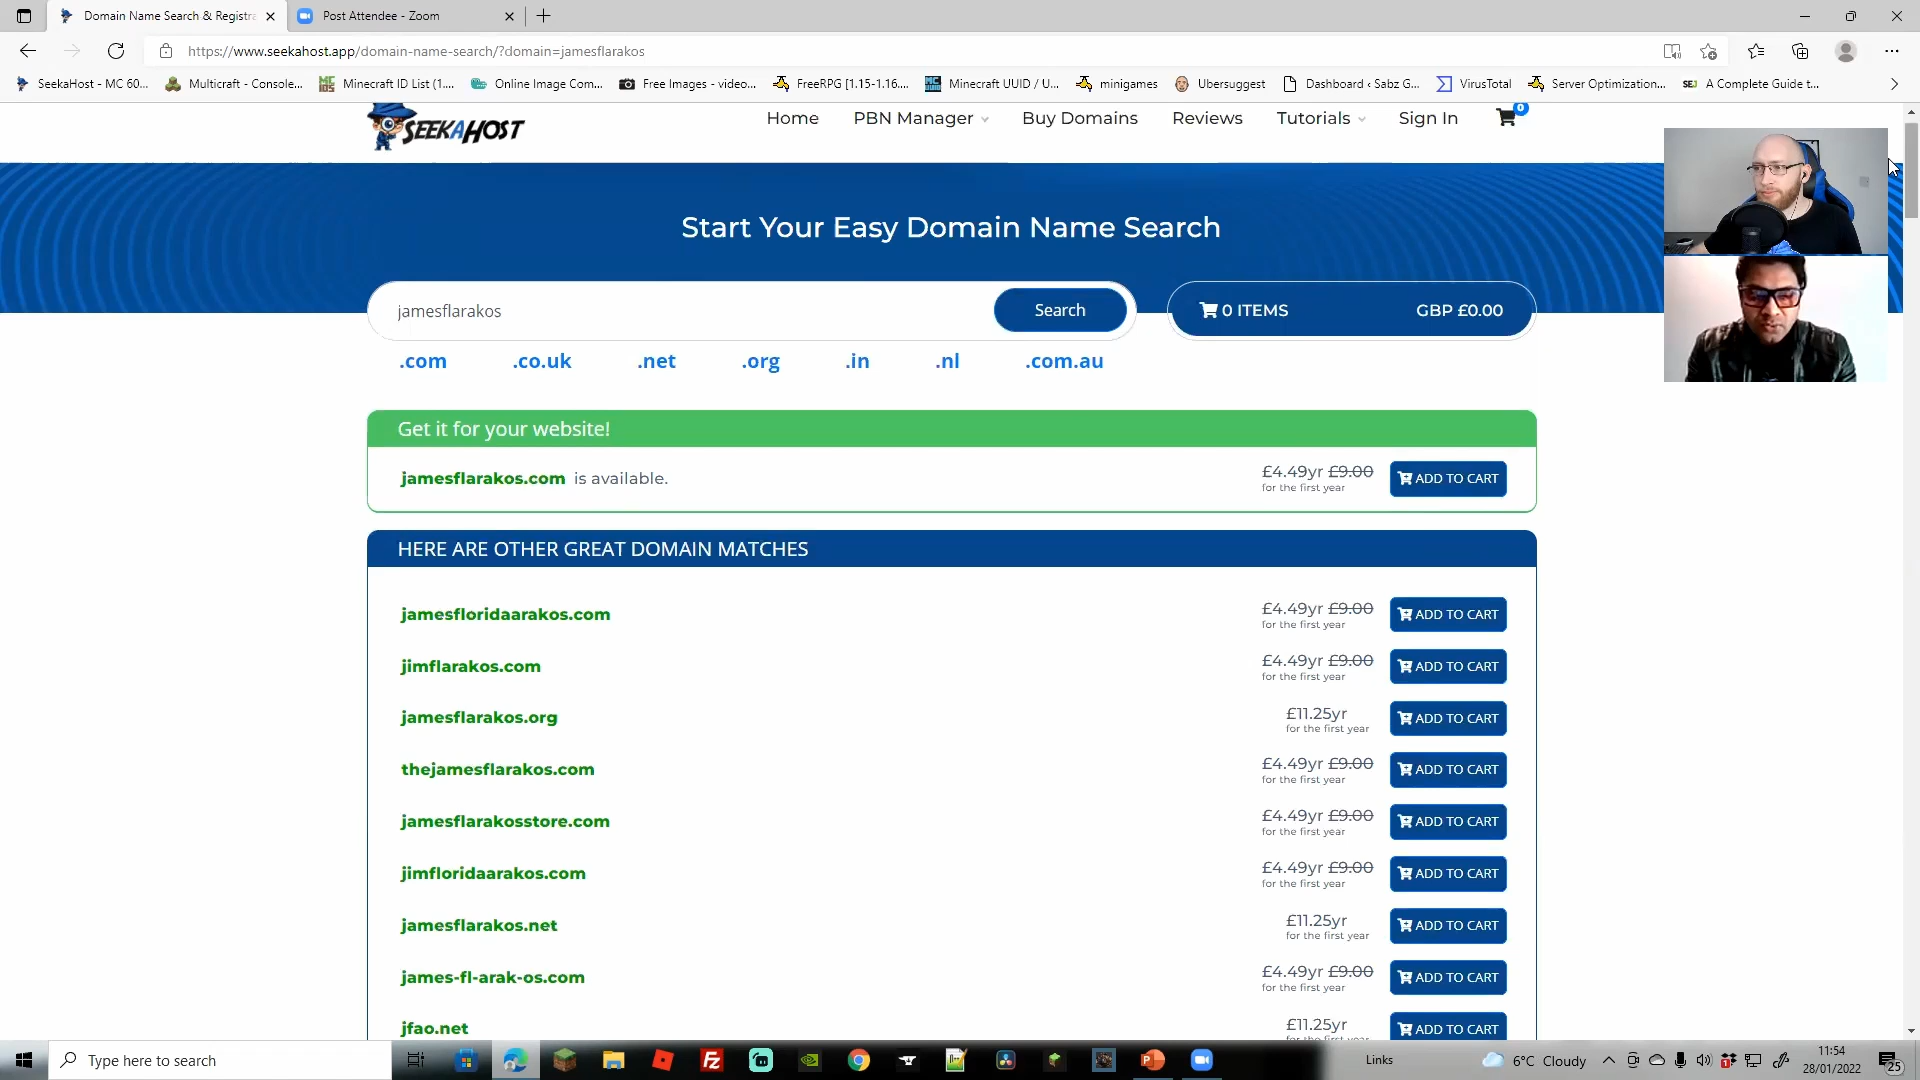 Domain Name Search & Registra
Post Attendee - Zoom
https://www.seekahost.app/domain-name-search/?domain=jamesflarakos
SeekaHost - MC 60...
Multicraft - Console...
Minecraft ID List (1....
Online Image Com...
Free Images - video...
FreeRPG [1.15-1.16....
Minecraft UUID / U...
minigames
Ubersuggest
Dashboard ‹ Sabz G...
VirusTotal
Server Optimization...
SEJ
A Complete Guide t...
SEEKAHOST
Home
PBN Manager
Buy Domains
Reviews
Tutorials
Sign In
0
Start Your Easy Domain Name Search
jamesflarakos
Search
0 ITEMS
GBP £0.00
.com
.co.uk
.net
.org
.in
.nl
.com.au
Get it for your website!
jamesflarakos.com is available.
£4.49yr £9.00
for the first year
ADD TO CART
HERE ARE OTHER GREAT DOMAIN MATCHES
jamesfloridaarakos.com
£4.49yr £9.00
for the first year
ADD TO CART
jimflarakos.com
£4.49yr £9.00
for the first year
ADD TO CART
jamesflarakos.org
£11.25yr
for the first year
ADD TO CART
thejamesflarakos.com
£4.49yr £9.00
for the first year
ADD TO CART
jamesflarakosstore.com
£4.49yr £9.00
for the first year
ADD TO CART
jimfloridaarakos.com
£4.49yr £9.00
for the first year
ADD TO CART
jamesflarakos.net
£11.25yr
for the first year
ADD TO CART
james-fl-arak-os.com
£4.49yr £9.00
for the first year
ADD TO CART
jfao.net
£11.25yr
ADD TO CART
Type here to search
Links
6°C Cloudy
11:54
28/01/2022
25